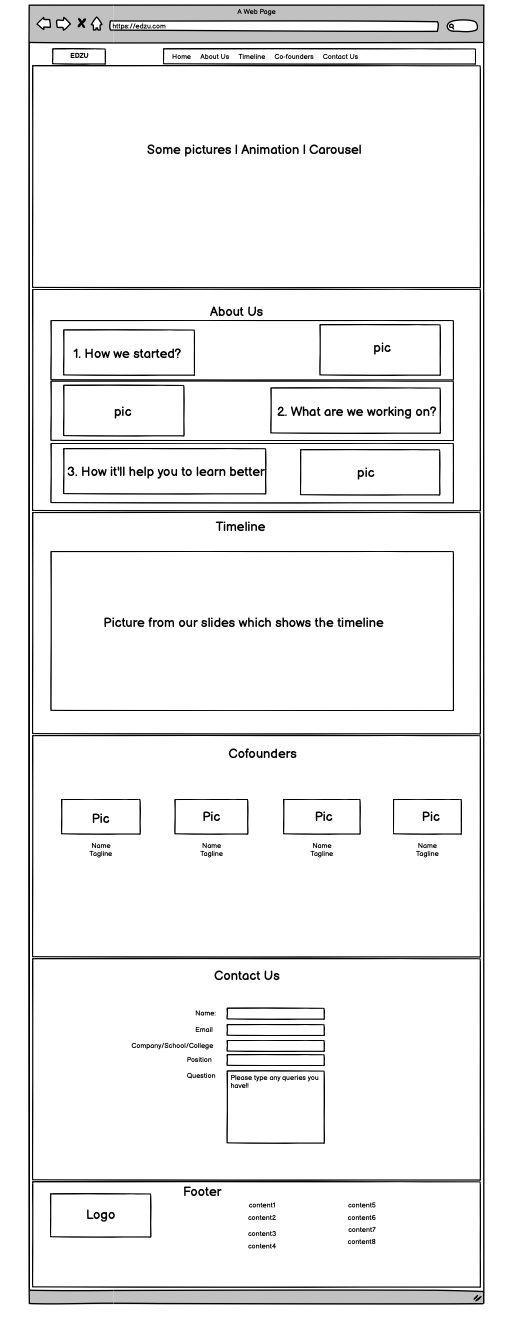 A Web Page
https://edzu.com
EDZU
Home About Us Timeline Co-founders Contact Us
Some pictures | Animation | Carousel
About Us
1. How we started?
pic
pic
2. What are we working on?
3. How it'll help you to learn better
pic
Timeline
Picture from our slides which shows the timeline
Cofounders
Pic Pic Pic Pic
Name Name Name Name
Tagline Tagline Tagline Tagline
Contact Us
Name:
Email
Company/School/College
Position
Question
Please type any queries you
have!!
Footer
Logo
content1
content2
content3
content4
content5
content6
content7
content8